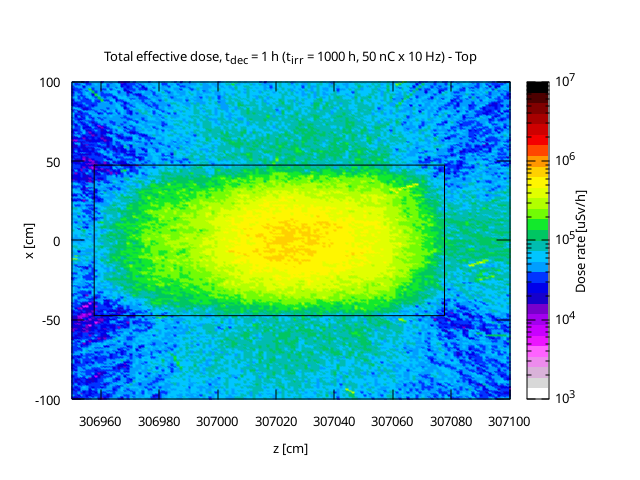 Total effective dose, t_dec = 1 h (t_irr = 1000 h, 50 nC x 10 Hz) - Top
100
50
0
-50
-100
x [cm]
306960 306980 307000 307020 307040 307060 307080 307100
z [cm]
10^7
10^6
10^5
10^4
10^3
Dose rate [uSv/h]